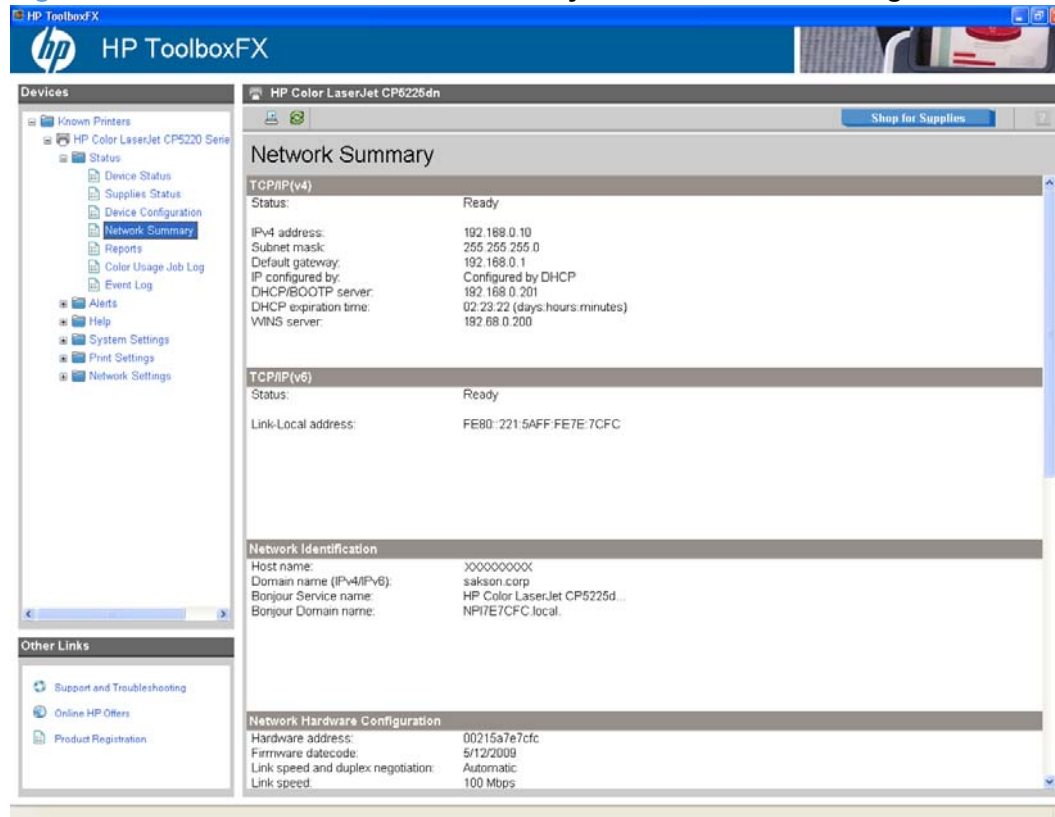 HP ToolboxFX
hp
HP ToolboxFX
Devices
Known Printers
HP Color LaserJet CP5220 Serie
Status
Device Status
Supplies Status
Device Configuration
Network Summary
Reports
Color Usage Job Log
Event Log
Alerts
Help
System Settings
Print Settings
Network Settings
Other Links
Support and Troubleshooting
Online HP Offers
Product Registration
HP Color LaserJet CP5225dn
Shop for Supplies
?
Network Summary
TCP/IP(v4)
Status: Ready
IPv4 address: 192.168.0.10
Subnet mask: 255.255.255.0
Default gateway: 192.168.0.1
IP configured by: Configured by DHCP
DHCP/BOOTP server: 192.168.0.201
DHCP expiration time: 02:23:22 (days:hours:minutes)
WINS server: 192.68.0.200
TCP/IP(v6)
Status: Ready
Link-Local address: FE80::221:5AFF:FE7E:7CFC
Network Identification
Host name: XXXXXXXXXX
Domain name (IPv4/IPv6): sakson.corp
Bonjour Service name: HP Color LaserJet CP5225d...
Bonjour Domain name: NPI7E7CFC.local.
Network Hardware Configuration
Hardware address: 00215a7e7cfc
Firmware datecode: 5/12/2009
Link speed and duplex negotiation: Automatic
Link speed: 100 Mbps